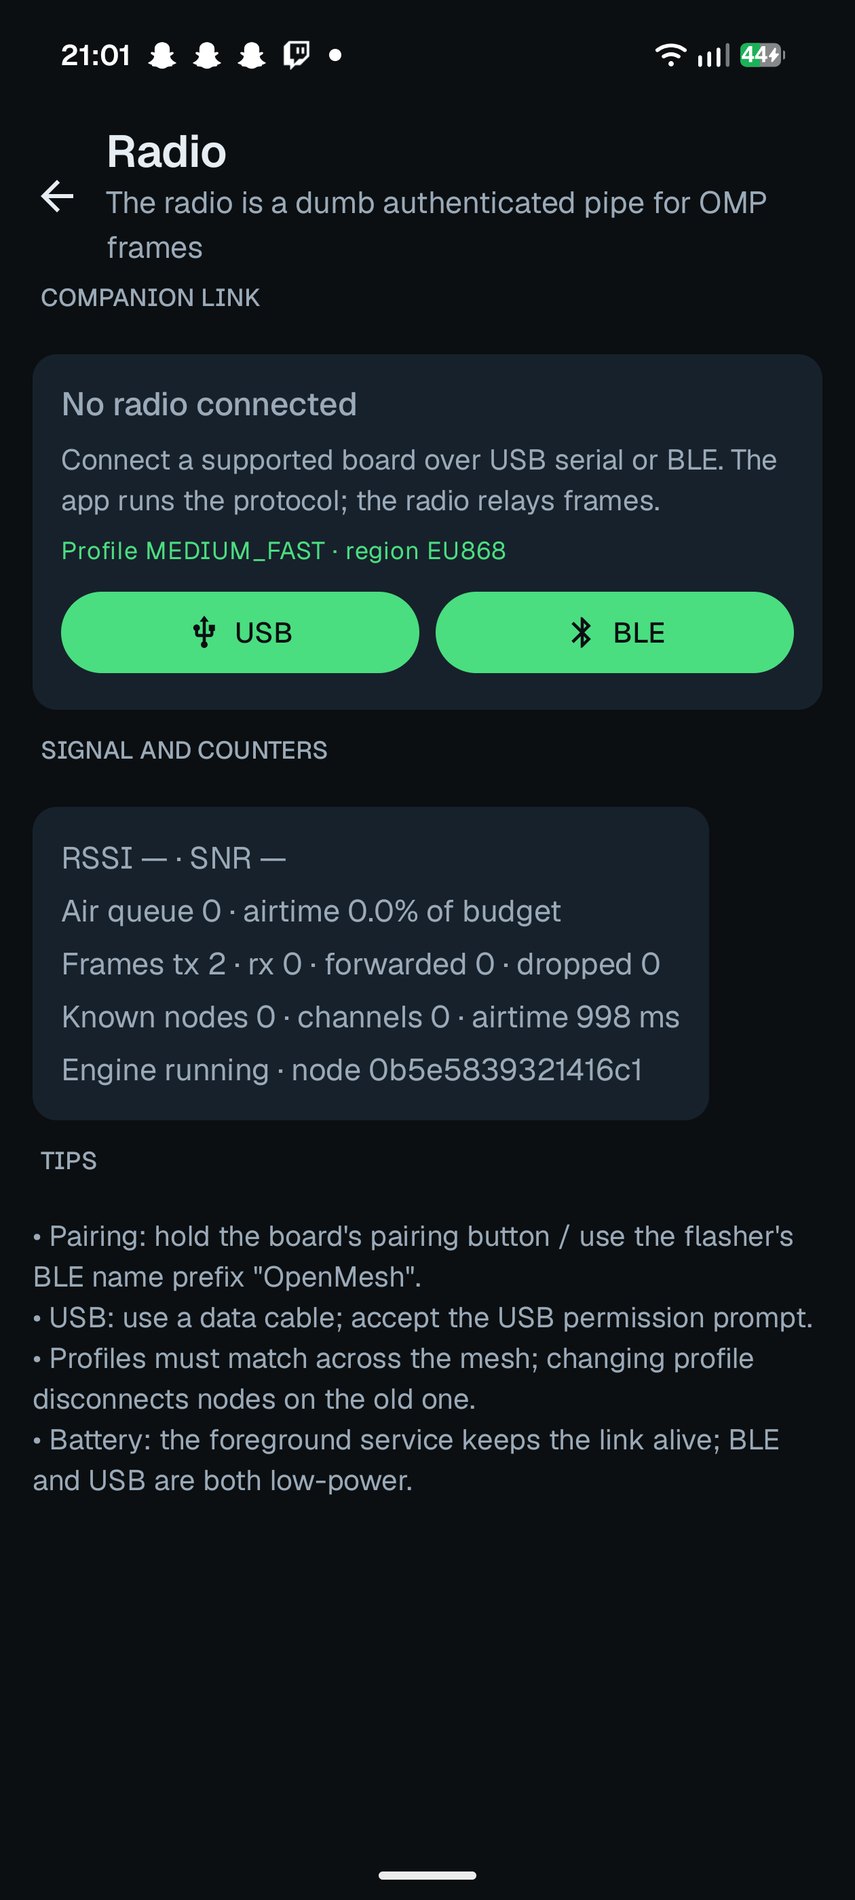 21:01
44
Radio
The radio is a dumb authenticated pipe for OMP
frames
COMPANION LINK
No radio connected
Connect a supported board over USB serial or BLE. The
app runs the protocol; the radio relays frames.
Profile MEDIUM_FAST · region EU868
USB
BLE
SIGNAL AND COUNTERS
RSSI — · SNR —
Air queue 0 · airtime 0.0% of budget
Frames tx 2 · rx 0 · forwarded 0 · dropped 0
Known nodes 0 · channels 0 · airtime 998 ms
Engine running · node 0b5e5839321416c1
TIPS
• Pairing: hold the board's pairing button / use the flasher's
BLE name prefix "OpenMesh".
• USB: use a data cable; accept the USB permission prompt.
• Profiles must match across the mesh; changing profile
disconnects nodes on the old one.
• Battery: the foreground service keeps the link alive; BLE
and USB are both low-power.